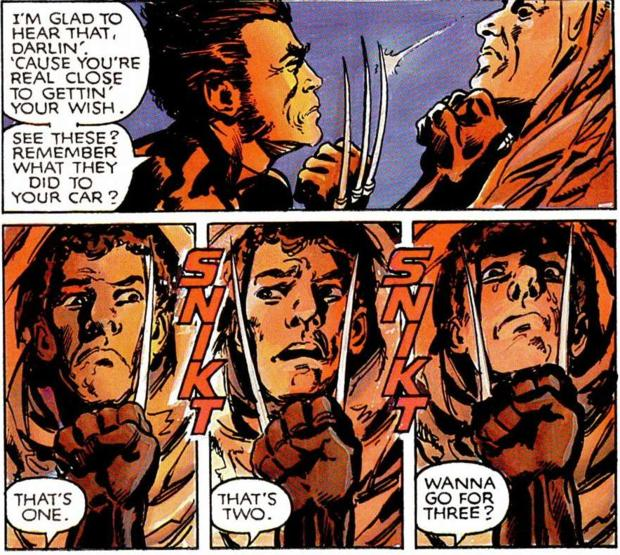 I'M GLAD TO
HEAR THAT,
DARLIN'.
'CAUSE YOU'RE
REAL CLOSE
TO GETTIN'
YOUR WISH.
SEE THESE?
REMEMBER
WHAT THEY
DID TO
YOUR CAR?
THAT'S
ONE.
SNIKT
THAT'S
TWO.
SNIKT
WANNA
GO FOR
THREE?